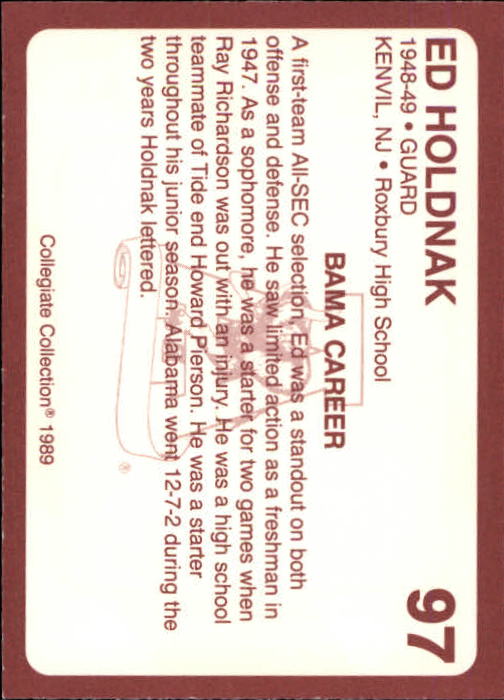 ED HOLDNAK
97
1948-49 • GUARD
KENVIL, NJ • Roxbury High School
BAMA CAREER
A first-team All-SEC selection, Ed was a standout on both
offense and defense. He saw limited action as a freshman in
1947. As a sophomore, he was a starter for two games when
Ray Richardson was out with an injury. He was a high school
teammate of Tide end Howard Pierson. He was a starter
throughout his junior season. Alabama went 12-7-2 during the
two years Holdnak lettered.
®
Collegiate Collection® 1989